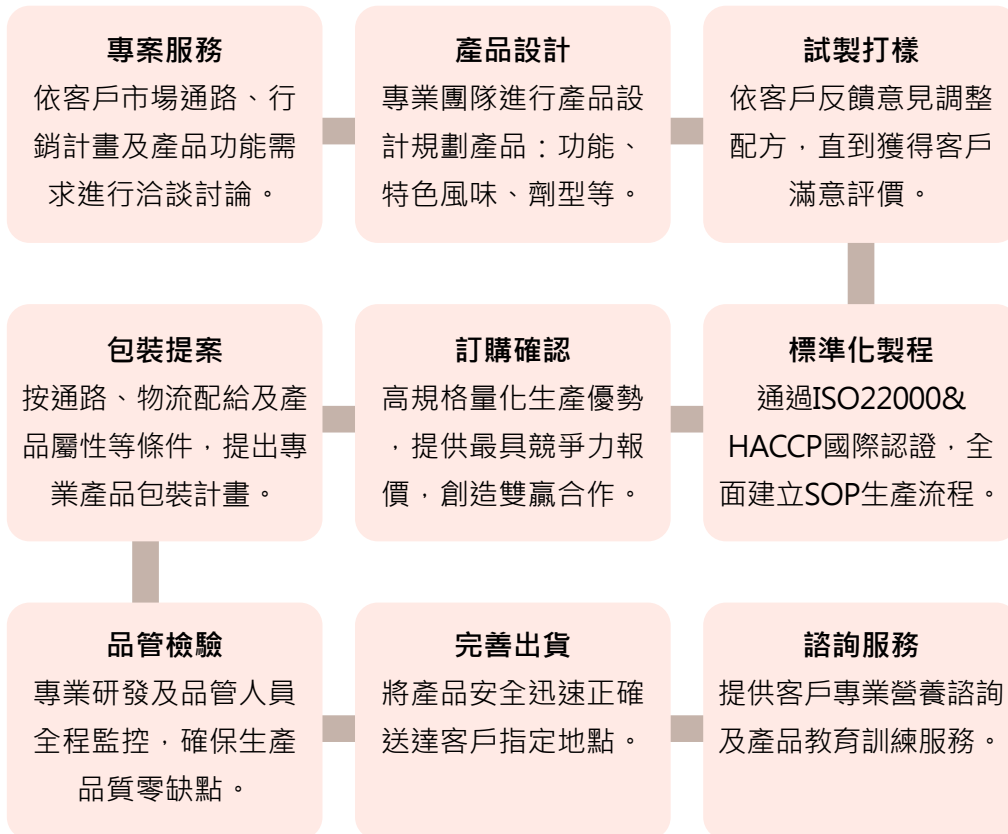 專案服務
依客戶市場通路、行
銷計畫及產品功能需
求進行洽談討論。
產品設計
專業團隊進行產品設
計規劃產品：功能、
特色風味、劑型等。
試製打樣
依客戶反饋意見調整
配方，直到獲得客戶
滿意評價。
標準化製程
通過ISO22000&
HACCP國際認證，全
面建立SOP生產流程。
訂購確認
高規格量化生產優勢
，提供最具競爭力報
價，創造雙贏合作。
包裝提案
按通路、物流配給及產
品屬性等條件，提出專
業產品包裝計畫。
品管檢驗
專業研發及品管人員
全程監控，確保生產
品質零缺點。
完善出貨
將產品安全迅速正確
送達客戶指定地點。
諮詢服務
提供客戶專業營養諮詢
及產品教育訓練服務。